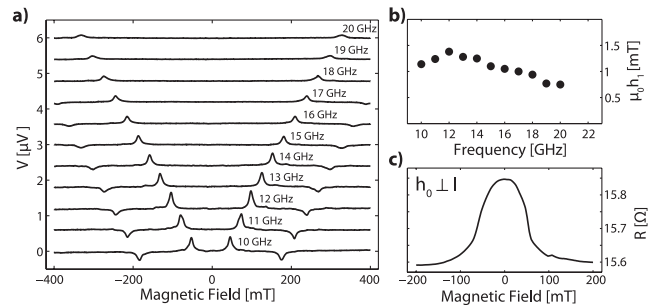 a)
20 GHz
19 GHz
18 GHz
17 GHz
16 GHz
15 GHz
14 GHz
13 GHz
12 GHz
11 GHz
10 GHz
V [μV]
6
5
4
3
2
1
0
−400 −200 0 200 400
Magnetic Field [mT]
b)
1.5
1
0.5
0
μ₀h₁ [mT]
10 12 14 16 18 20 22
Frequency [GHz]
c)
h₀ ⊥ I
15.8
15.7
15.6
R [Ω]
−200 −100 0 100 200
Magnetic Field [mT]